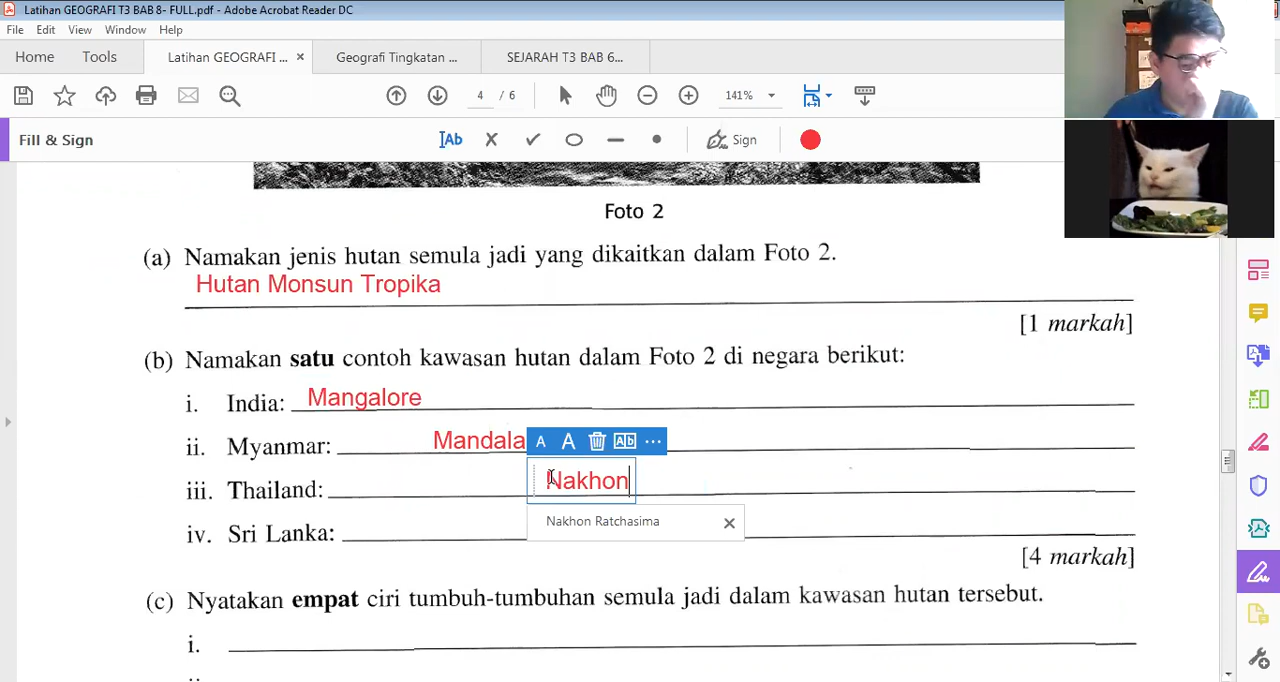 Latihan GEOGRAFI T3 BAB 8- FULL.pdf - Adobe Acrobat Reader DC
File Edit View Window Help
Home Tools Latihan GEOGRAFI ... × Geografi Tingkatan ... SEJARAH T3 BAB 6...
4 / 6 141%
Fill & Sign Ab Sign
Foto 2
(a) Namakan jenis hutan semula jadi yang dikaitkan dalam Foto 2.
Hutan Monsun Tropika
[1 markah]
(b) Namakan satu contoh kawasan hutan dalam Foto 2 di negara berikut:
i. India: Mangalore
ii. Myanmar: Mandala A A Ab ...
iii. Thailand: Nakhon
Nakhon Ratchasima
iv. Sri Lanka:
[4 markah]
(c) Nyatakan empat ciri tumbuh-tumbuhan semula jadi dalam kawasan hutan tersebut.
i.